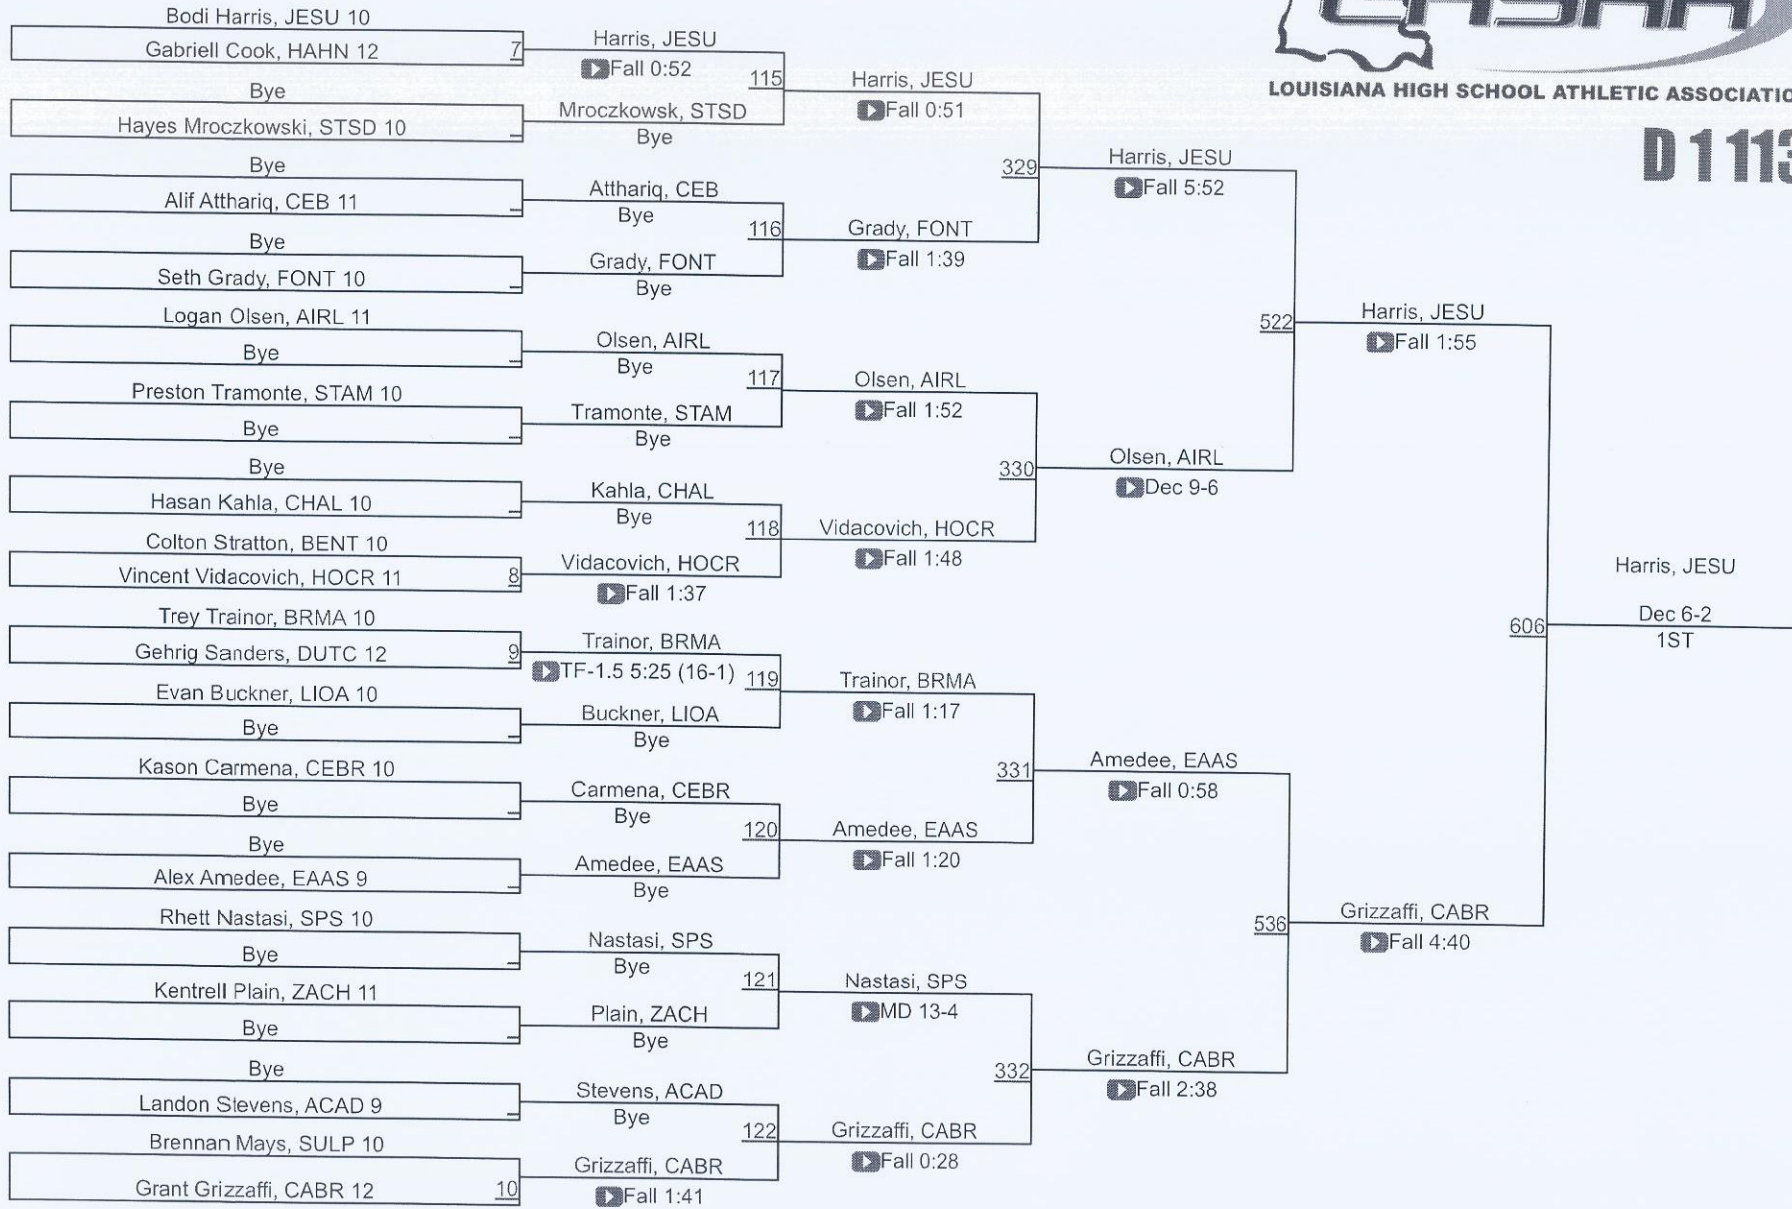 LHSAA
LOUISIANA HIGH SCHOOL ATHLETIC ASSOCIATIO
D 1 113
Bodi Harris, JESU 10
Gabriell Cook, HAHN 12
7
Bye
Hayes Mroczkowski, STSD 10
Bye
Alif Atthariq, CEB 11
Bye
Seth Grady, FONT 10
Logan Olsen, AIRL 11
Bye
Preston Tramonte, STAM 10
Bye
Bye
Hasan Kahla, CHAL 10
Colton Stratton, BENT 10
Vincent Vidacovich, HOCR 11
8
Trey Trainor, BRMA 10
Gehrig Sanders, DUTC 12
9
Evan Buckner, LIOA 10
Bye
Kason Carmena, CEBR 10
Bye
Bye
Alex Amedee, EAAS 9
Rhett Nastasi, SPS 10
Bye
Kentrell Plain, ZACH 11
Bye
Bye
Landon Stevens, ACAD 9
Brennan Mays, SULP 10
Grant Grizzaffi, CABR 12
10
Harris, JESU
Fall 0:52
115
Mroczkowsk, STSD
Bye
Atthariq, CEB
Bye
116
Grady, FONT
Bye
Olsen, AIRL
Bye
117
Tramonte, STAM
Bye
Kahla, CHAL
Bye
118
Vidacovich, HOCR
Fall 1:37
Trainor, BRMA
TF-1.5 5:25 (16-1)
119
Buckner, LIOA
Bye
Carmena, CEBR
Bye
120
Amedee, EAAS
Bye
Nastasi, SPS
Bye
121
Plain, ZACH
Bye
Stevens, ACAD
Bye
122
Grizzaffi, CABR
Fall 1:41
Harris, JESU
Fall 0:51
329
Grady, FONT
Fall 1:39
Olsen, AIRL
Fall 1:52
330
Vidacovich, HOCR
Fall 1:48
Trainor, BRMA
Fall 1:17
331
Amedee, EAAS
Fall 1:20
Nastasi, SPS
MD 13-4
332
Grizzaffi, CABR
Fall 0:28
Harris, JESU
Fall 5:52
522
Olsen, AIRL
Dec 9-6
Amedee, EAAS
Fall 0:58
536
Grizzaffi, CABR
Fall 2:38
Harris, JESU
Fall 1:55
606
Grizzaffi, CABR
Fall 4:40
Harris, JESU
Dec 6-2
1ST